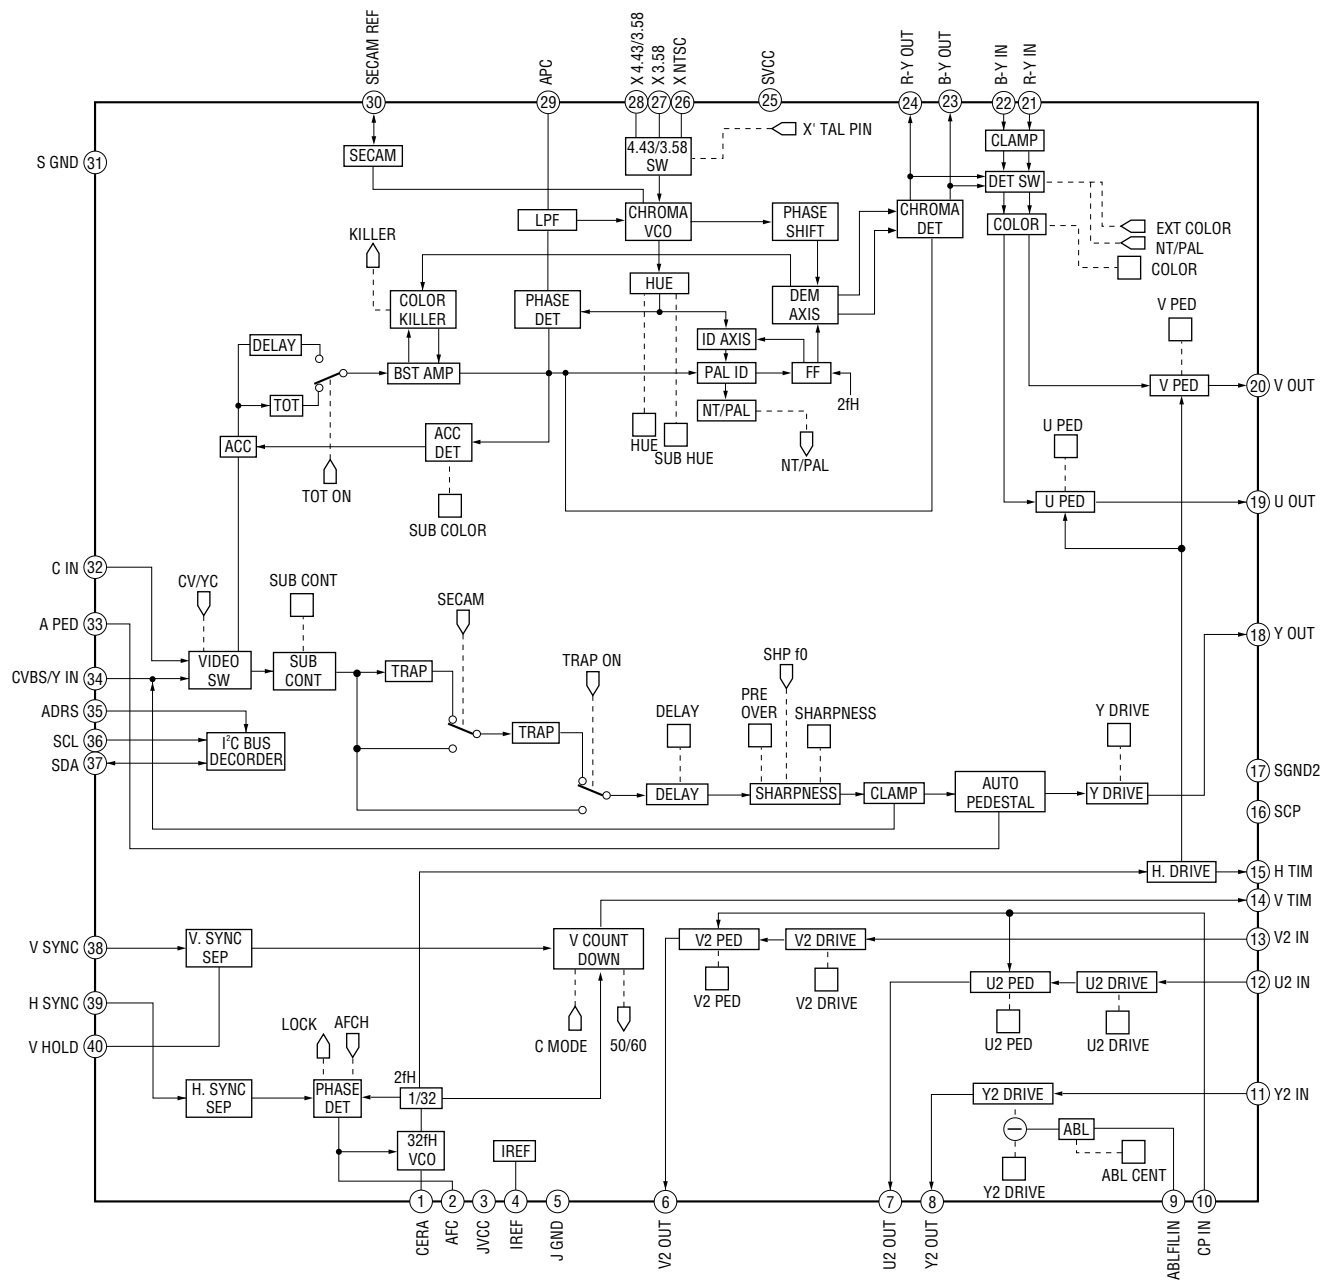 SECAM REF
APC
X 4.43/3.58
X 3.58
X NTSC
SVCC
R-Y OUT
B-Y OUT
B-Y IN
R-Y IN
30
29
28
27
26
25
24
23
22
21
S GND 31
SECAM
4.43/3.58
SW
X' TAL PIN
CLAMP
DET SW
LPF
CHROMA
VCO
PHASE
SHIFT
CHROMA
DET
COLOR
EXT COLOR
NT/PAL
COLOR
KILLER
COLOR
KILLER
PHASE
DET
HUE
DEM
AXIS
V PED
DELAY
ID AXIS
BST AMP
PAL ID
FF
V PED
20 V OUT
TOT
NT/PAL
2fH
ACC
ACC
DET
HUE
SUB HUE
NT/PAL
U PED
TOT ON
SUB COLOR
U PED
19 U OUT
C IN 32
CV/YC
SUB CONT
SECAM
A PED 33
18 Y OUT
VIDEO
SW
SUB
CONT
TRAP
TRAP ON
SHP f0
CVBS/Y IN 34
ADRS 35
SCL 36
SDA 37
I²C BUS
DECORDER
TRAP
DELAY
PRE
OVER
SHARPNESS
Y DRIVE
17 SGND2
DELAY
SHARPNESS
CLAMP
AUTO
PEDESTAL
Y DRIVE
16 SCP
H. DRIVE
15 H TIM
14 V TIM
V SYNC 38
V. SYNC
SEP
V COUNT
DOWN
V2 PED
V2 DRIVE
13 V2 IN
V2 PED
V2 DRIVE
U2 PED
U2 DRIVE
12 U2 IN
H SYNC 39
V HOLD 40
LOCK
AFCH
C MODE
50/60
U2 PED
U2 DRIVE
H. SYNC
SEP
PHASE
DET
2fH
1/32
Y2 DRIVE
11 Y2 IN
32fH
VCO
IREF
ABL
Y2 DRIVE
ABL CENT
1
2
3
4
5
6
7
8
9
10
CERA
AFC
JVCC
IREF
J GND
V2 OUT
U2 OUT
Y2 OUT
ABLFILIN
CP IN